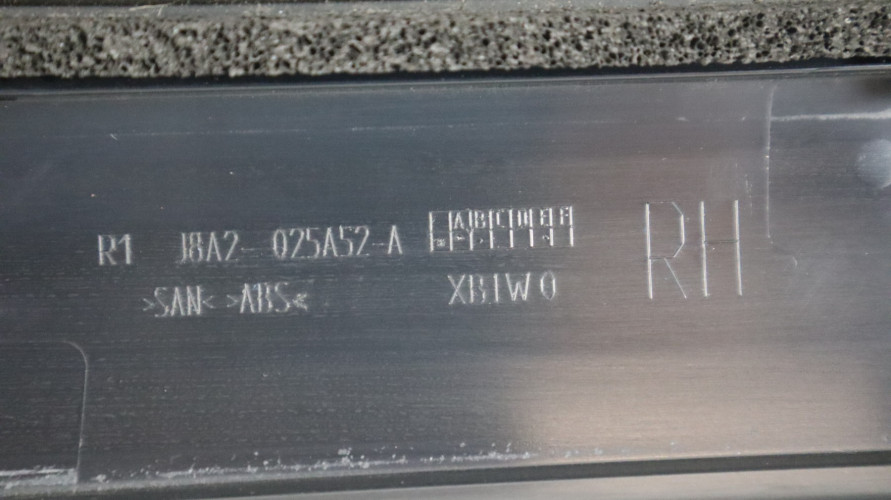 R1 J8A2-025A52-A A B C D E F RH
>SAN< >ABS< XB1W0